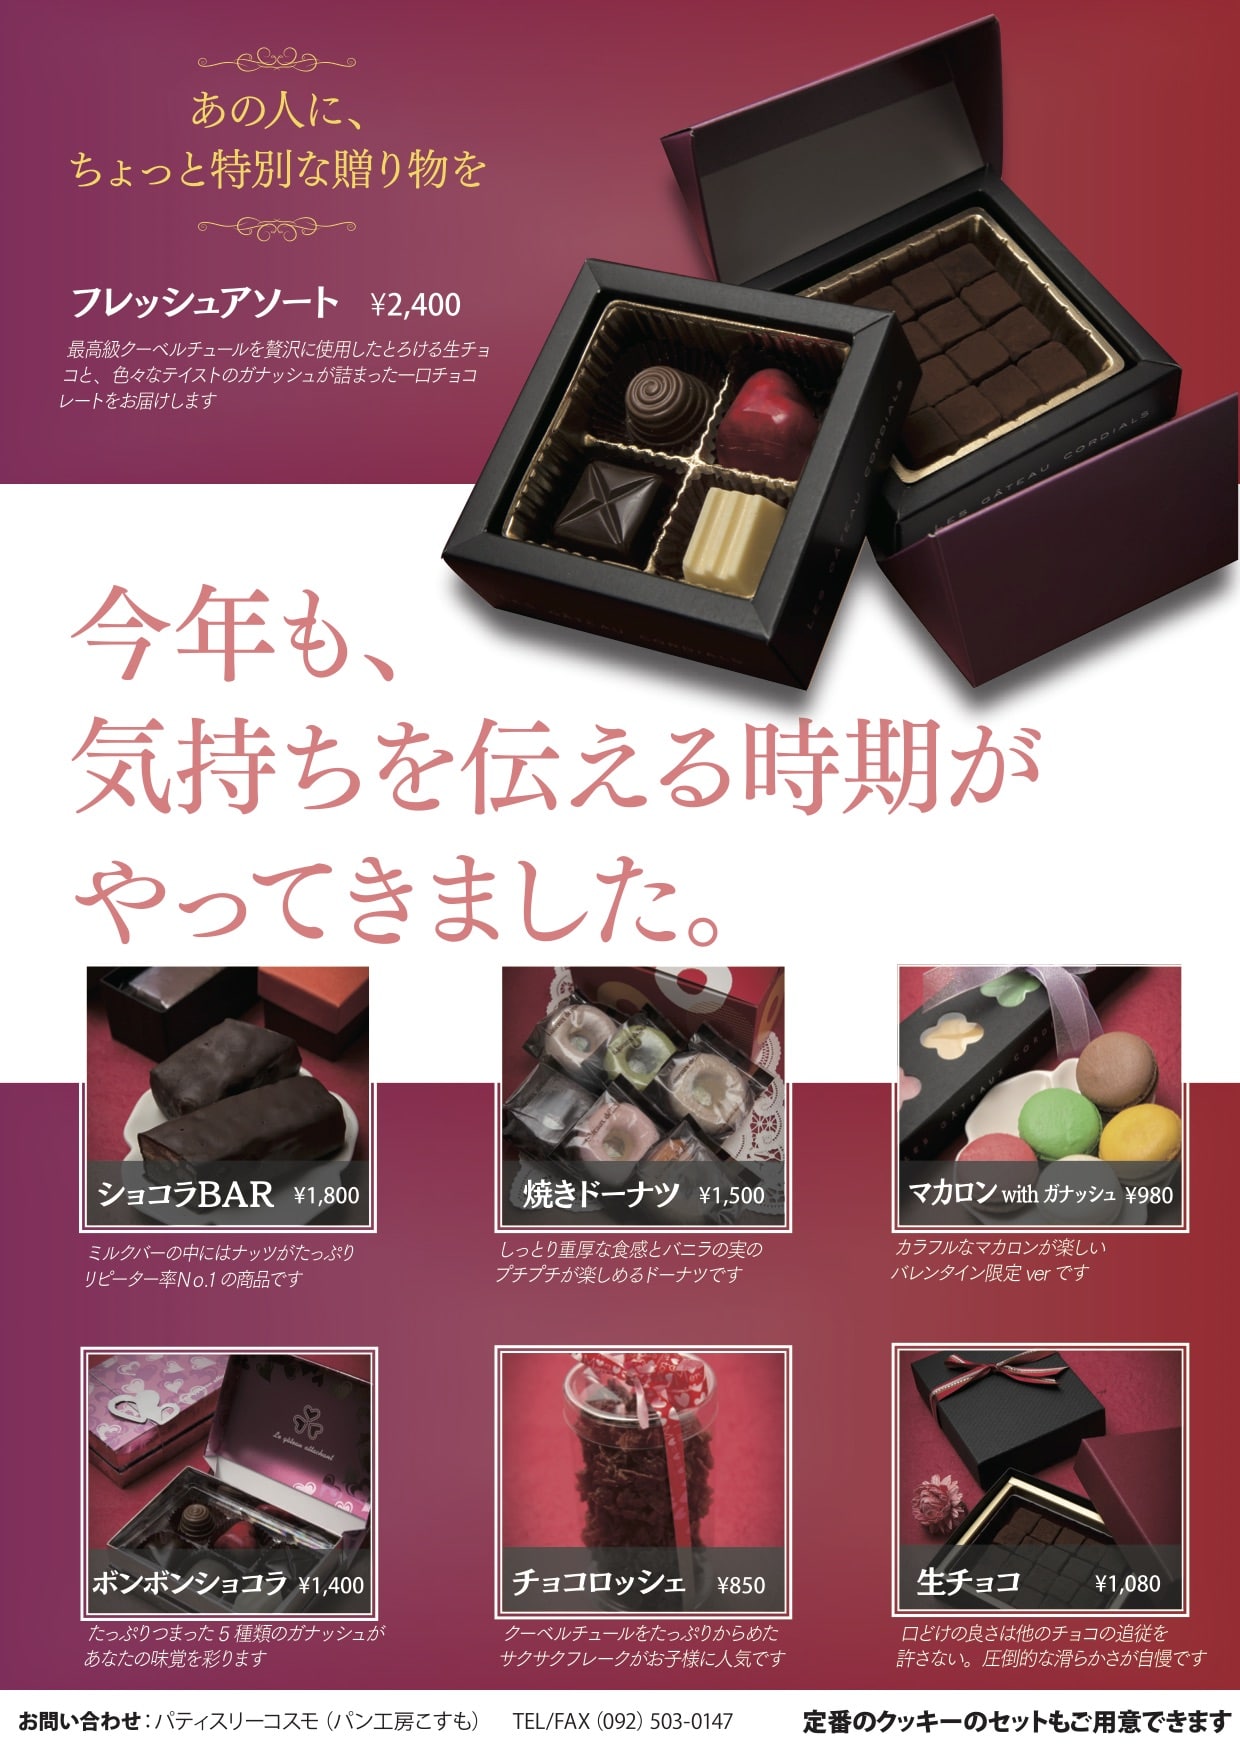 あの人に、
ちょっと特別な贈り物を
フレッシュアソート ¥2,400
最高級クーベルチュールを贅沢に使用したとろける生チョ
コと、色々なテイストのガナッシュが詰まった一口チョコ
レートをお届けします
LES GÂTEAU CORDIALS
LES GÂTEAU CORDIALS
LES GÂTEAU CORDIALS
今年も、
気持ちを伝える時期が
やってきました。
ショコラBAR ¥1,800
ミルクバーの中にはナッツがたっぷり
リピーター率No.1の商品です
焼きドーナツ ¥1,500
しっとり重厚な食感とバニラの実の
プチプチが楽しめるドーナツです
LES GÂTEAUX CORDI
マカロン with ガナッシュ ¥980
カラフルなマカロンが楽しい
バレンタイン限定 ver です
Le gâteau attachant
ボンボンショコラ ¥1,400
たっぷりつまった5種類のガナッシュが
あなたの味覚を彩ります
チョコロッシェ ¥850
クーベルチュールをたっぷりからめた
サクサクフレークがお子様に人気です
生チョコ ¥1,080
口どけの良さは他のチョコの追従を
許さない。圧倒的な滑らかさが自慢です
お問い合わせ：パティスリーコスモ（パン工房こすも） TEL/FAX（092）503-0147 定番のクッキーのセットもご用意できます